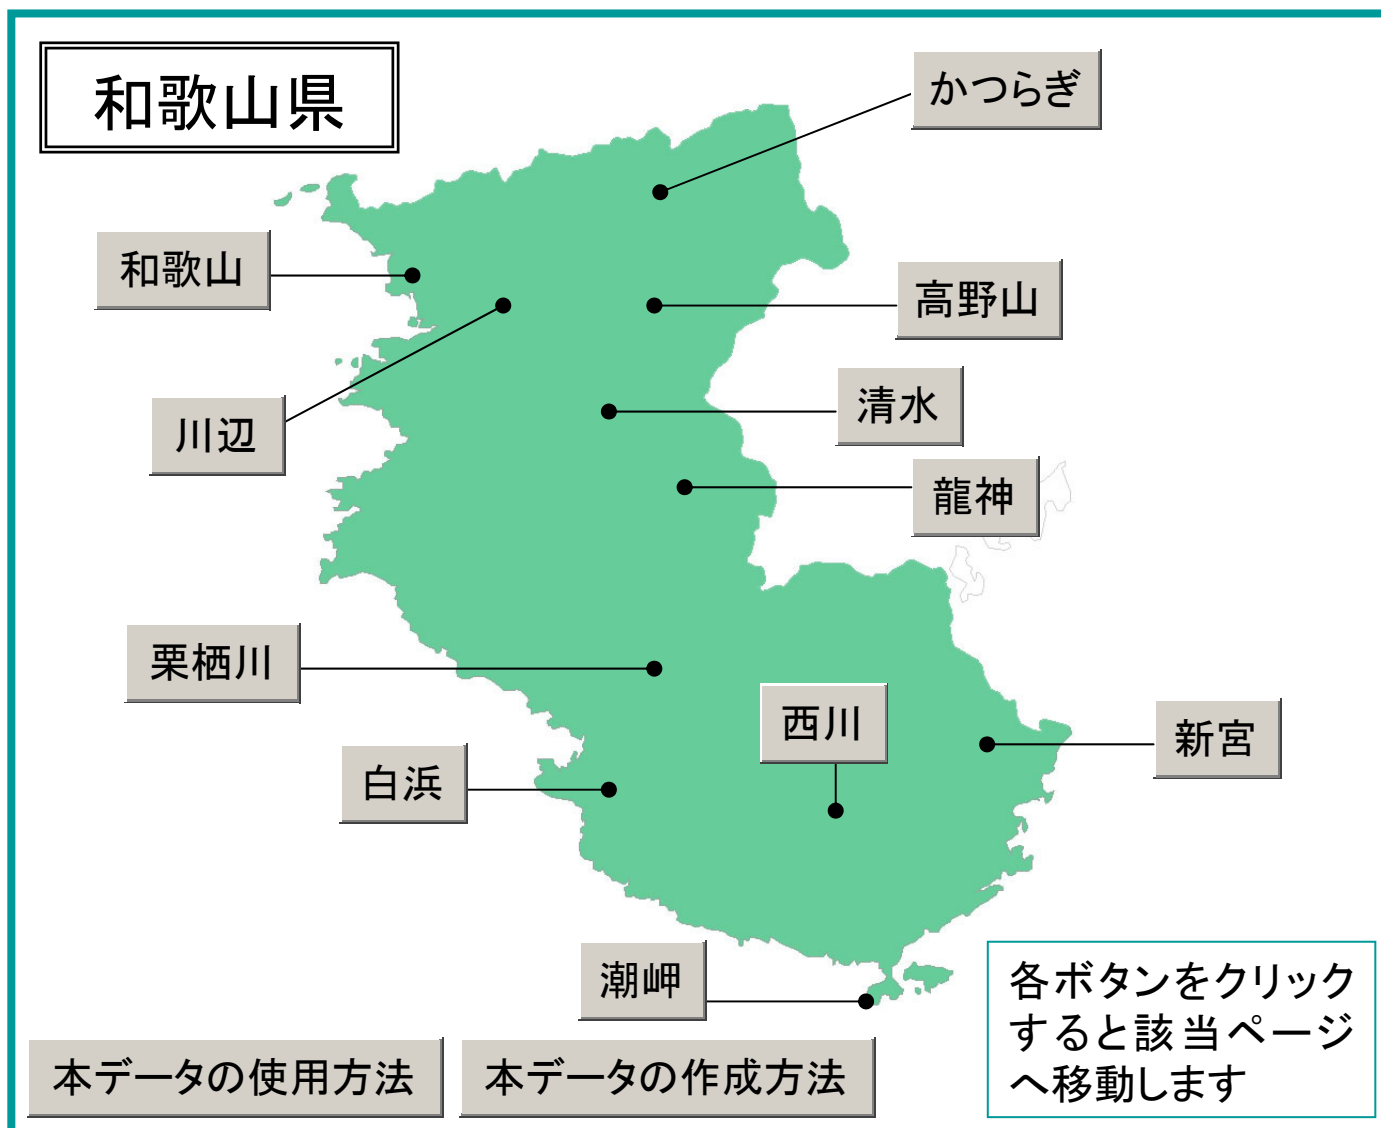 和歌山県
かつらぎ
和歌山
高野山
清水
川辺
龍神
栗栖川
西川
新宮
白浜
潮岬
各ボタンをクリック
すると該当ページ
へ移動します
本データの使用方法
本データの作成方法